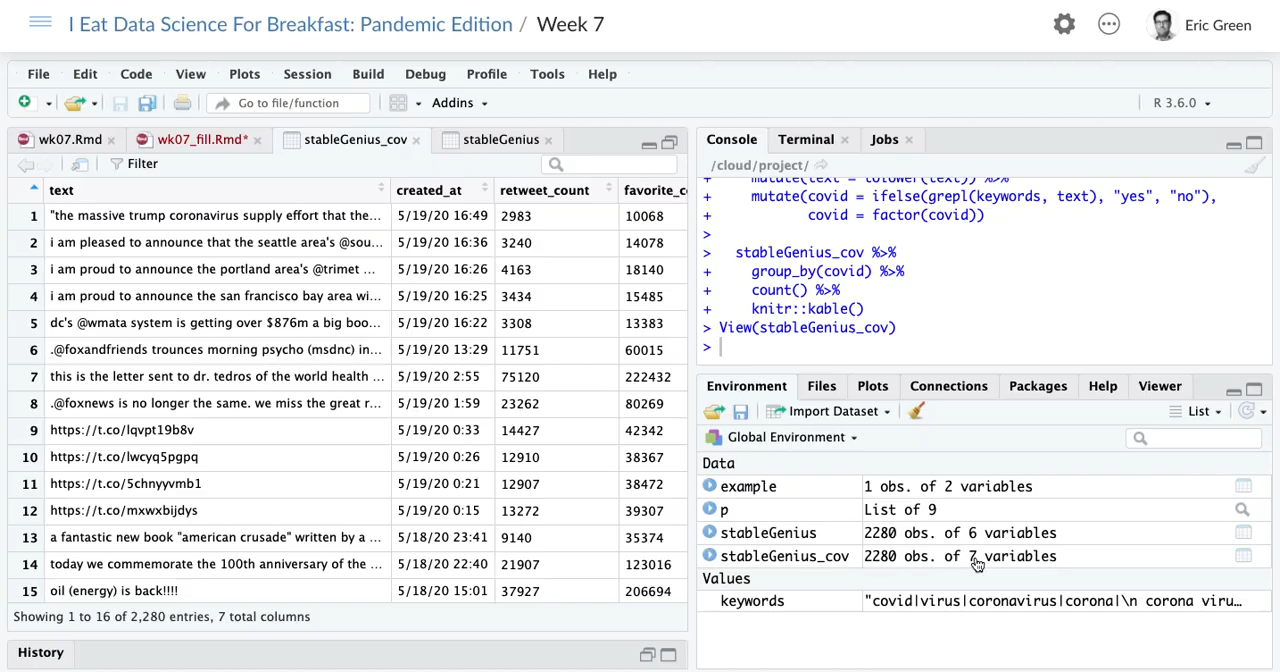 I Eat Data Science For Breakfast: Pandemic Edition / Week 7
Eric Green
File Edit Code View Plots Session Build Debug Profile Tools Help
Go to file/function Addins R 3.6.0
wk07.Rmd wk07_fill.Rmd* stableGenius_cov stableGenius
Filter
text created_at retweet_count favorite_c
1 "the massive trump coronavirus supply effort that the... 5/19/20 16:49 2983 10068
2 i am pleased to announce that the seattle area's @sou... 5/19/20 16:36 3240 14078
3 i am proud to announce the portland area's @trimet ... 5/19/20 16:26 4163 18140
4 i am proud to announce the san francisco bay area wi... 5/19/20 16:25 3434 15485
5 dc's @wmata system is getting over $876m a big boo... 5/19/20 16:22 3308 13383
6 .@foxandfriends trounces morning psycho (msdnc) in... 5/19/20 13:29 11751 60015
7 this is the letter sent to dr. tedros of the world health ... 5/19/20 2:55 75120 222432
8 .@foxnews is no longer the same. we miss the great r... 5/19/20 1:59 23262 80269
9 https://t.co/lqvpt19b8v 5/19/20 0:33 14427 42342
10 https://t.co/lwcyq5pgpq 5/19/20 0:26 12910 38367
11 https://t.co/5chnyyvmb1 5/19/20 0:21 12907 38472
12 https://t.co/mxwxbijdys 5/19/20 0:15 13272 39307
13 a fantastic new book "american crusade" written by a ... 5/18/20 23:41 9140 35374
14 today we commemorate the 100th anniversary of the ... 5/18/20 22:40 21907 123016
15 oil (energy) is back!!!! 5/18/20 15:01 37927 206694
Showing 1 to 16 of 2,280 entries, 7 total columns
History
Console Terminal Jobs
/cloud/project/
+ mutate(text = tolower(text)) %>%
+ mutate(covid = ifelse(grepl(keywords, text), "yes", "no"),
+ covid = factor(covid))
>
> stableGenius_cov %>%
+ group_by(covid) %>%
+ count() %>%
+ knitr::kable()
> View(stableGenius_cov)
>
Environment Files Plots Connections Packages Help Viewer
Import Dataset List
Global Environment
Data
example 1 obs. of 2 variables
p List of 9
stableGenius 2280 obs. of 6 variables
stableGenius_cov 2280 obs. of 7 variables
Values
keywords "covid|virus|coronavirus|corona|\n corona viru...